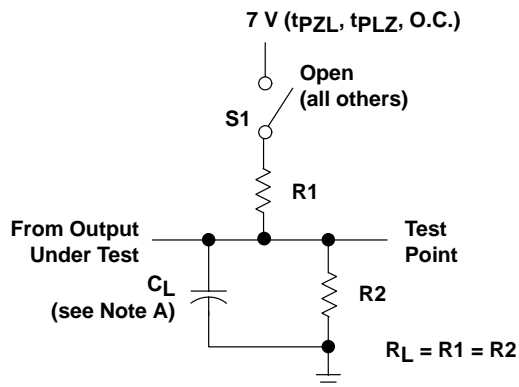 7 V (tPZL, tPLZ, O.C.)
Open
(all others)
S1
R1
From Output
Under Test
Test
Point
CL
(see Note A)
R2
RL = R1 = R2